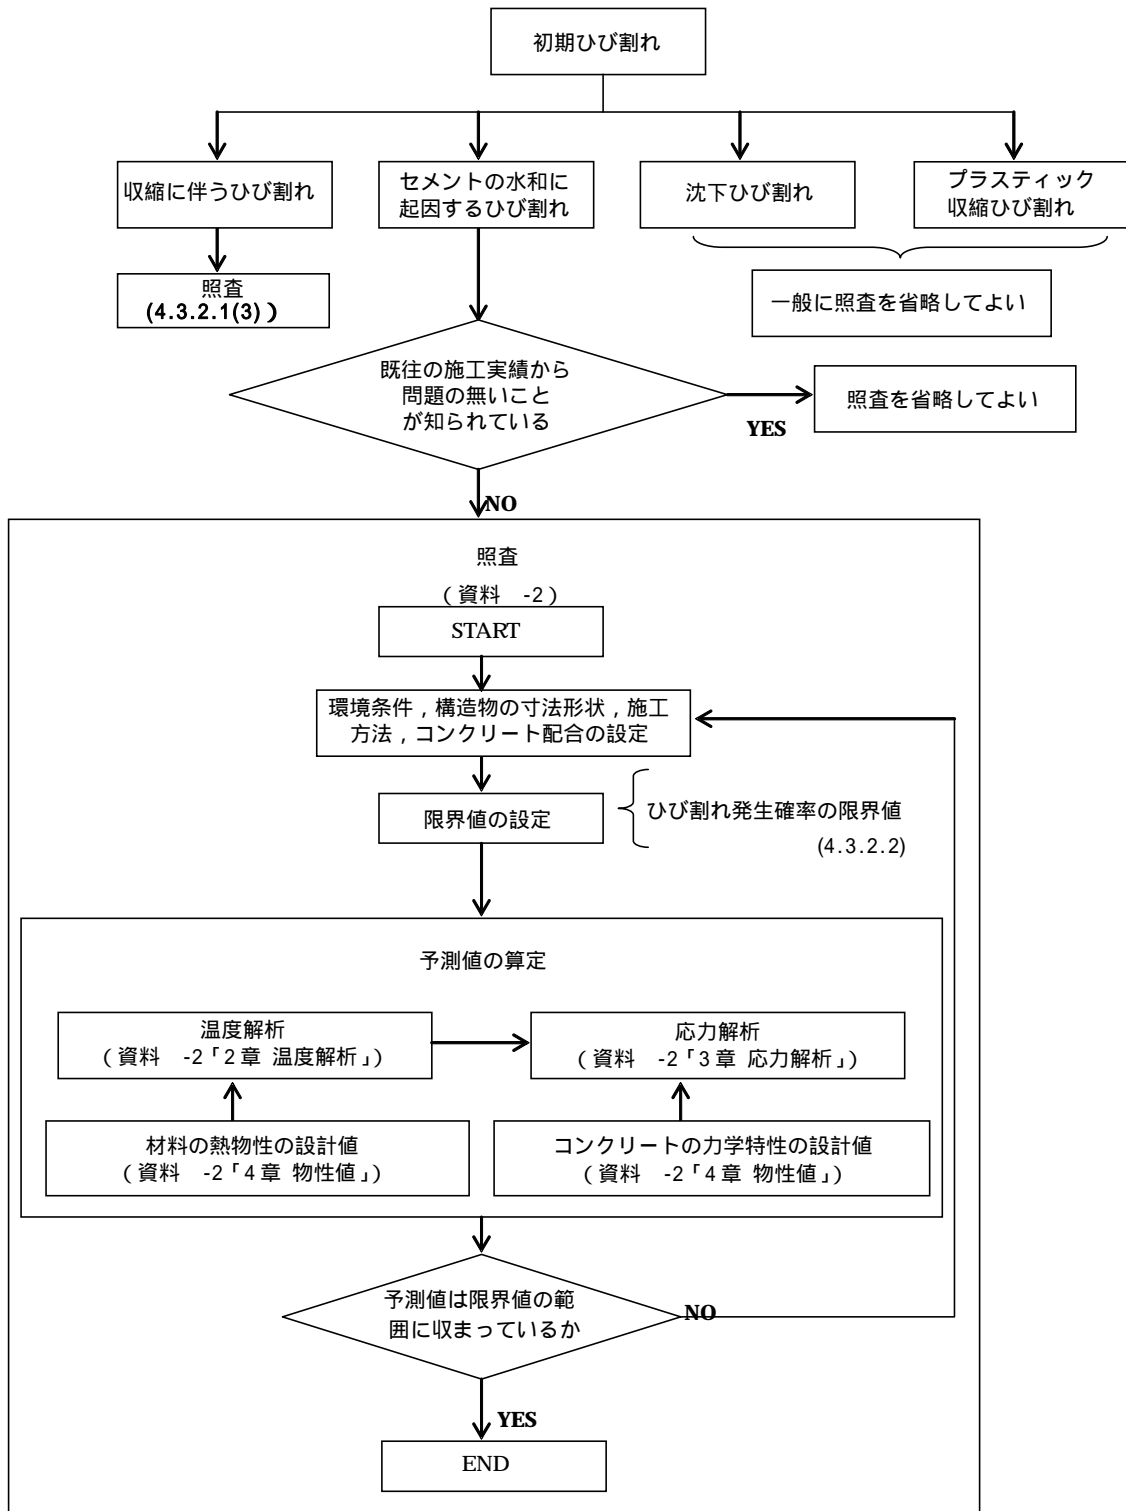 初期ひび割れ
収縮に伴うひび割れ
セメントの水和に
起因するひび割れ
沈下ひび割れ
プラスティック
収縮ひび割れ
照査
(4.3.2.1(3))
一般に照査を省略してよい
既往の施工実績から
問題の無いこと
が知られている
YES
照査を省略してよい
NO
照査
(資料 -2)
START
環境条件,構造物の寸法形状,施工
方法,コンクリート配合の設定
限界値の設定
ひび割れ発生確率の限界値
(4.3.2.2)
予測値の算定
温度解析
(資料 -2「2章 温度解析」)
応力解析
(資料 -2「3章 応力解析」)
材料の熱物性の設計値
(資料 -2「4章 物性値」)
コンクリートの力学特性の設計値
(資料 -2「4章 物性値」)
予測値は限界値の範
囲に収まっているか
NO
YES
END